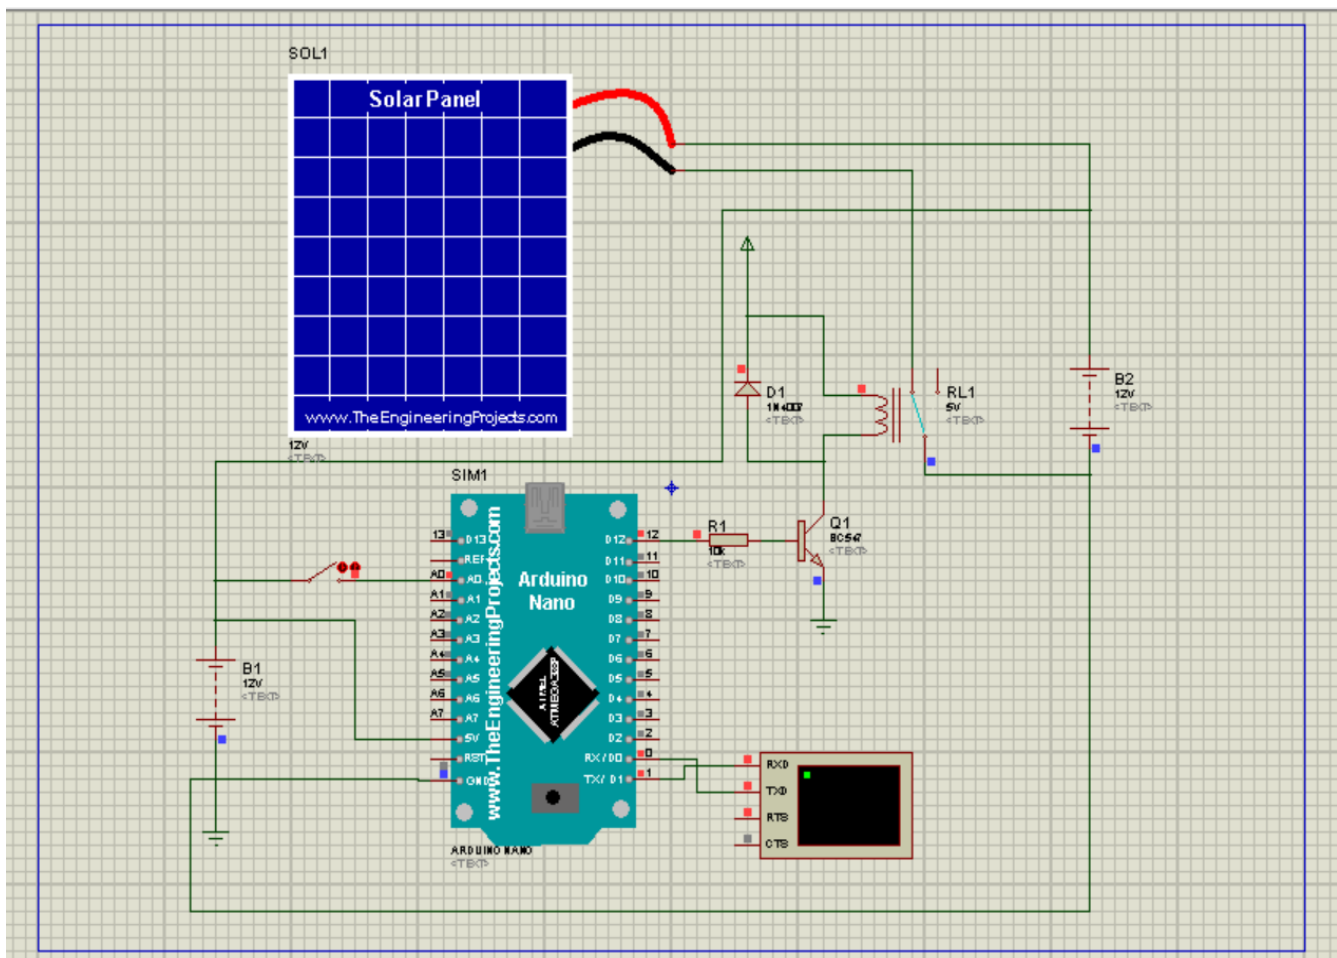 SOL1
Solar Panel
www.TheEngineeringProjects.com
12V
<TEXT>
SIM1
D1
1N4007
<TEXT>
RL1
5V
<TEXT>
B2
12V
<TEXT>
R1
10k
<TEXT>
Q1
BC547
<TEXT>
B1
12V
<TEXT>
Arduino
Nano
www.TheEngineeringProjects.com
ATMEL
ATMEGA328P
13 D13
REF
A0 A0
A1 A1
A2 A2
A3 A3
A4 A4
A5 A5
A6 A6
A7 A7
5V
RST
GND
D12 12
D11 11
D10 10
D9 9
D8 8
D7 7
D6 6
D5 5
D4 4
D3 3
D2 2
RX/D0 0
TX/D1 1
ARDUINO NANO
<TEXT>
RXD
TXD
RTS
CTS